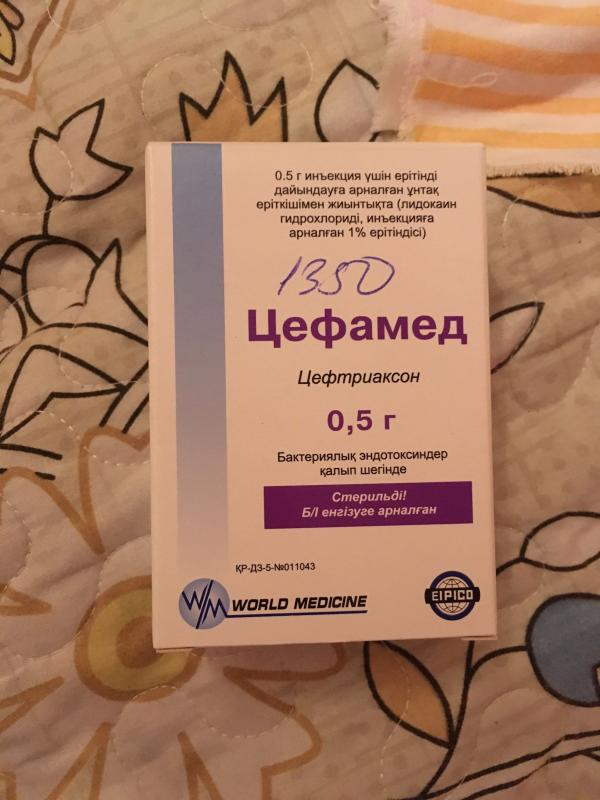 0.5 г инъекция үшін ерітінді
дайындауға арналған ұнтақ
еріткішімен жиынтықта (лидокаин
гидрохлориді, инъекцияға
арналған 1% ерітіндісі)
1350
Цефамед
Цефтриаксон
0,5 г
Бактериялық эндотоксиндер
қалып шегінде
Стерильді!
Б/І енгізуге арналған
ҚР-ДЗ-5-№011043
WM WORLD MEDICINE
EIPICO